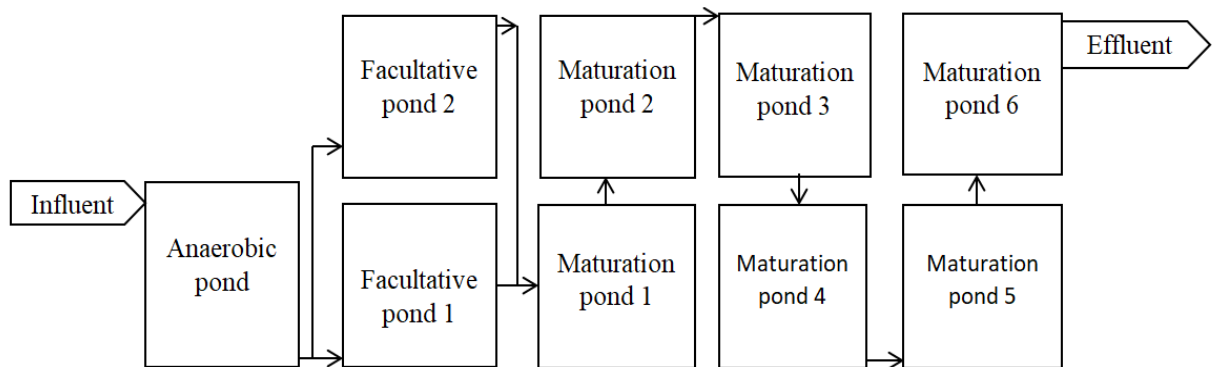 Influent
Anaerobic
pond
Facultative
pond 2
Facultative
pond 1
Maturation
pond 1
Maturation
pond 2
Maturation
pond 3
Maturation
pond 4
Maturation
pond 5
Maturation
pond 6
Effluent